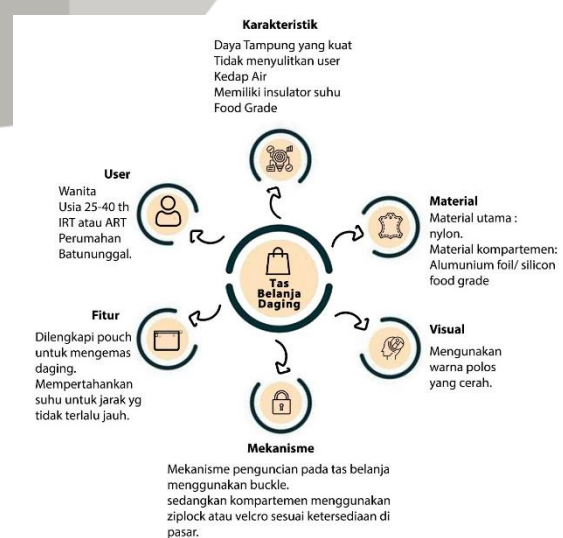 Karakteristik
Daya Tampung yang kuat
Tidak menyulitkan user
Kedap Air
Memiliki insulator suhu
Food Grade
User
Wanita
Usia 25-40 th
IRT atau ART
Perumahan
Batununggal.
Material
Material utama :
nylon.
Material kompartemen:
Alumunium foil/ silicon
food grade
Tas
Belanja
Daging
Fitur
Dilengkapi pouch
untuk mengemas
daging.
Mempertahankan
suhu untuk jarak yg
tidak terlalu jauh.
Visual
Mengunakan
warna polos
yang cerah.
Mekanisme
Mekanisme penguncian pada tas belanja
menggunakan buckle.
sedangkan kompartemen menggunakan
ziplock atau velcro sesuai ketersediaan di
pasar.